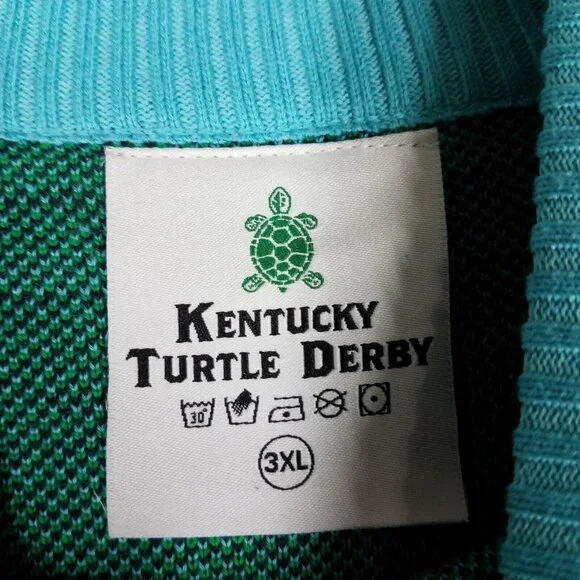 KENTUCKY
TURTLE DERBY
30°
3XL